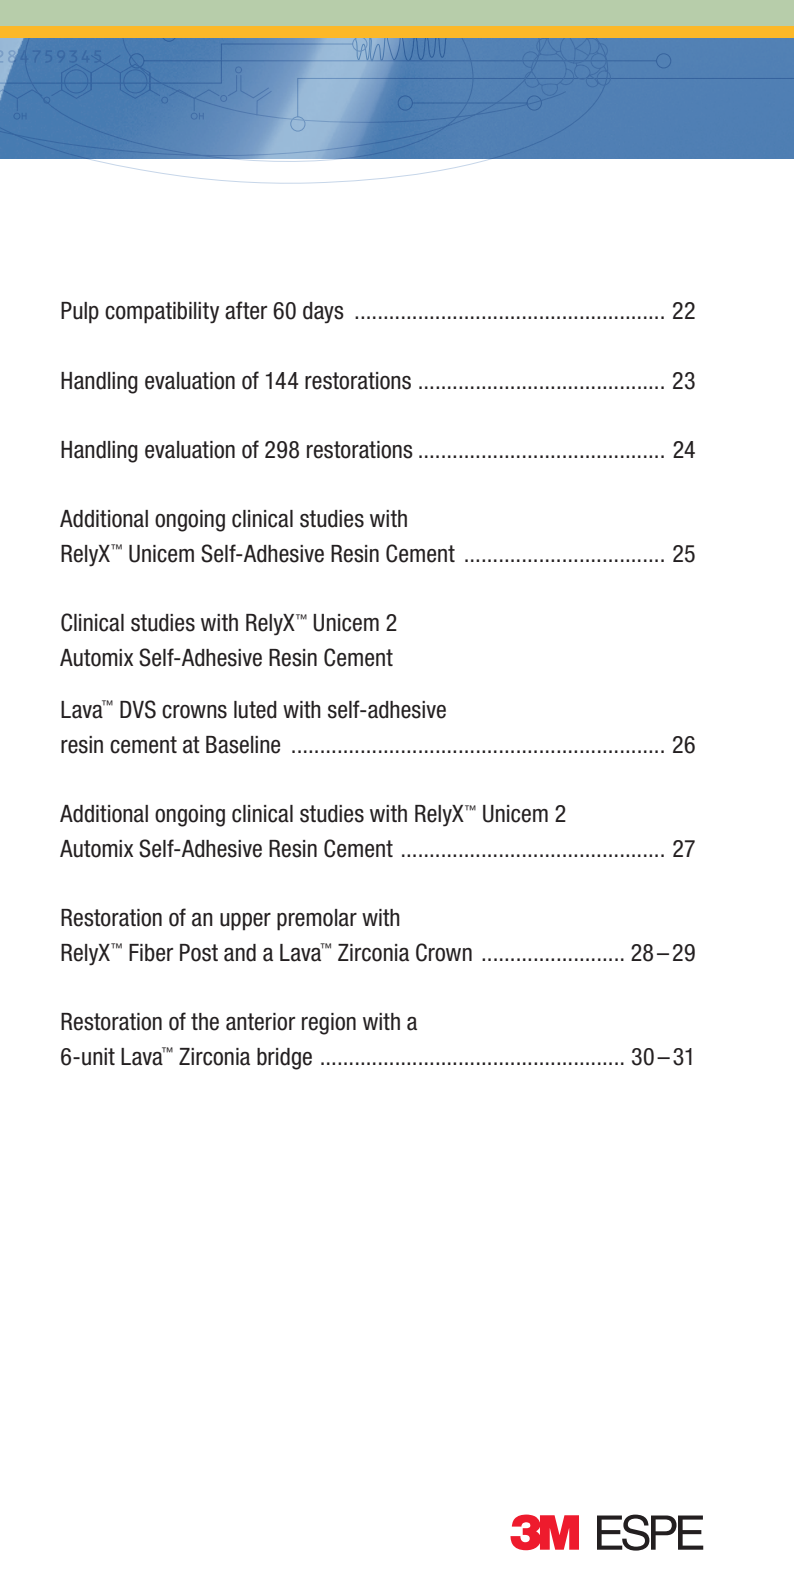 284759345
OH
OH
Pulp compatibility after 60 days ...................................................... 22
Handling evaluation of 144 restorations ........................................... 23
Handling evaluation of 298 restorations ........................................... 24
Additional ongoing clinical studies with
RelyX™ Unicem Self-Adhesive Resin Cement ................................... 25
Clinical studies with RelyX™ Unicem 2
Automix Self-Adhesive Resin Cement
Lava™ DVS crowns luted with self-adhesive
resin cement at Baseline ................................................................. 26
Additional ongoing clinical studies with RelyX™ Unicem 2
Automix Self-Adhesive Resin Cement .............................................. 27
Restoration of an upper premolar with
RelyX™ Fiber Post and a Lava™ Zirconia Crown ......................... 28–29
Restoration of the anterior region with a
6-unit Lava™ Zirconia bridge ..................................................... 30–31
3M ESPE